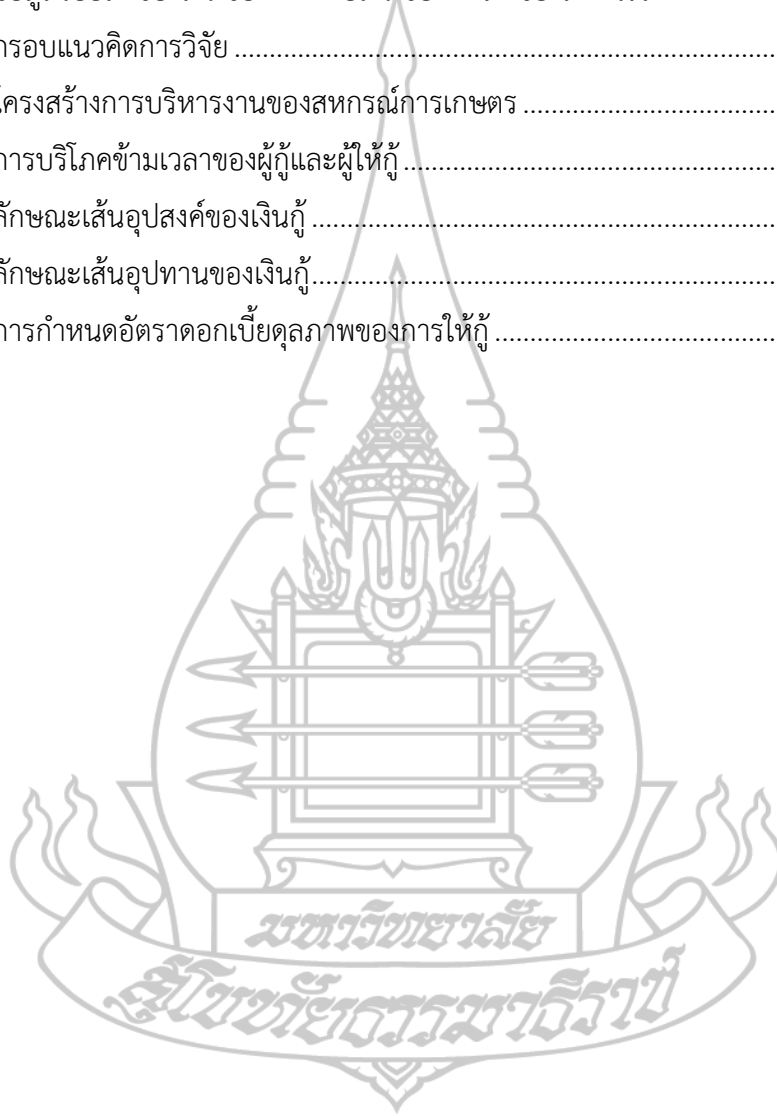 กรอบแนวคิดการวิจัย
โครงสร้างการบริหารงานของสหกรณ์การเกษตร
การบริโภคข้ามเวลาของผู้กู้และผู้ให้กู้
ลักษณะเส้นอุปสงค์ของเงินกู้
ลักษณะเส้นอุปทานของเงินกู้
การกำหนดอัตราดอกเบี้ยดุลภาพของการให้กู้
มหาวิทยาลัย
สุโขทัยธรรมาธิราช